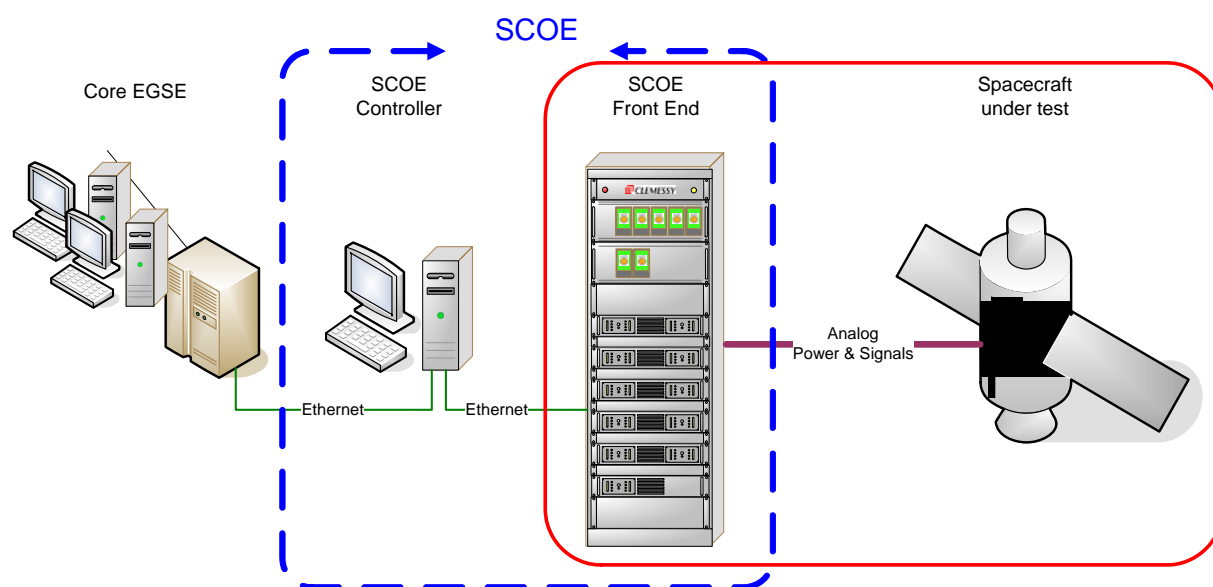 SCOE
Core EGSE
SCOE
Controller
SCOE
Front End
Spacecraft
under test
CLEMESSY
Analog
Power & Signals
Ethernet
Ethernet